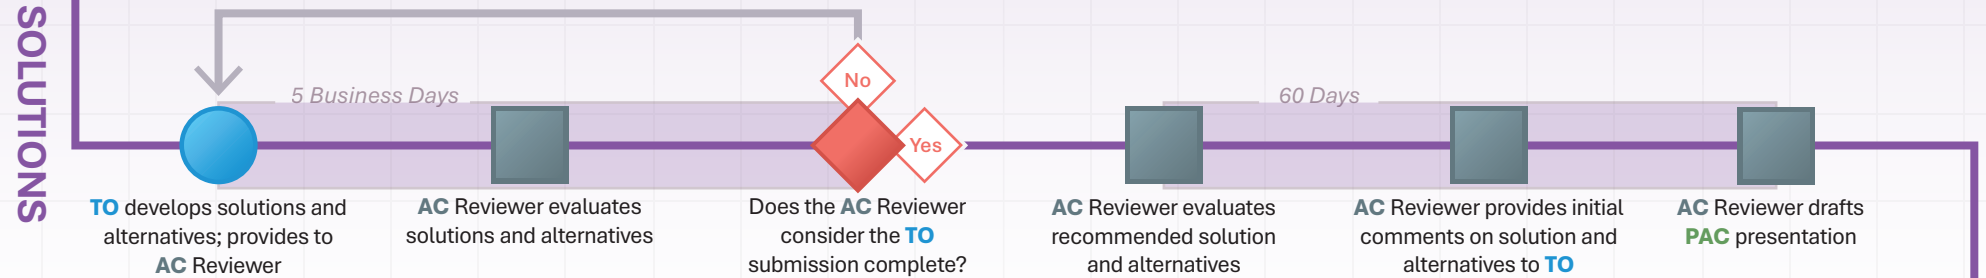 SOLUTIONS
5 Business Days
No
Yes
60 Days
TO develops solutions and
alternatives; provides to
AC Reviewer
AC Reviewer evaluates
solutions and alternatives
Does the AC Reviewer
consider the TO
submission complete?
AC Reviewer evaluates
recommended solution
and alternatives
AC Reviewer provides initial
comments on solution and
alternatives to TO
AC Reviewer drafts
PAC presentation